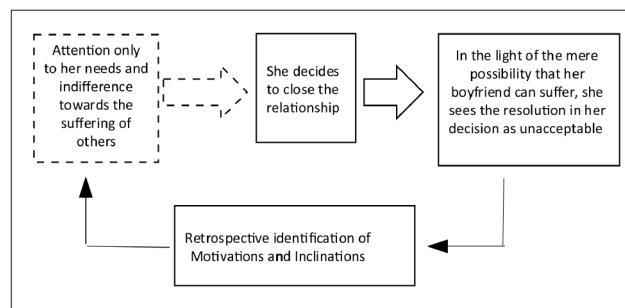 Attention only
to her needs and
indifference
towards the
suffering of
others
She decides
to close the
relationship
In the light of the mere
possibility that her
boyfriend can suffer, she
sees the resolution in her
decision as unacceptable
Retrospective identification of
Motivations and Inclinations